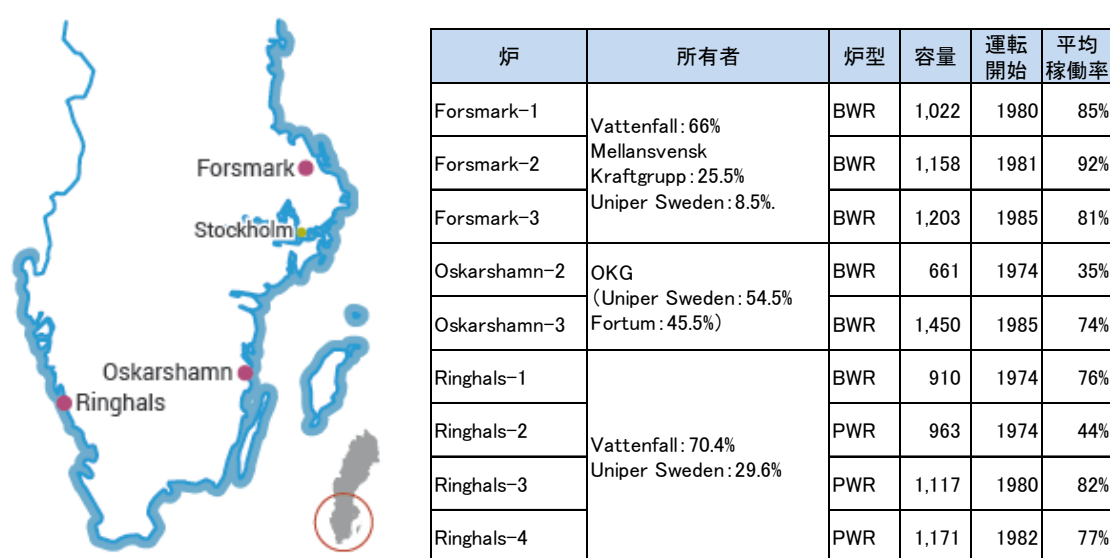 Forsmark
Stockholm
Oskarshamn
Ringhals
炉 所有者 炉型 容量 運転開始 平均稼働率
Forsmark-1 BWR 1,022 1980 85%
Vattenfall：66%
Mellansvensk
Kraftgrupp：25.5%
Uniper Sweden：8.5%.
Forsmark-2 BWR 1,158 1981 92%
Forsmark-3 BWR 1,203 1985 81%
Oskarshamn-2 BWR 661 1974 35%
OKG
（Uniper Sweden：54.5%
Fortum：45.5%）
Oskarshamn-3 BWR 1,450 1985 74%
Ringhals-1 BWR 910 1974 76%
Ringhals-2 PWR 963 1974 44%
Vattenfall：70.4%
Uniper Sweden：29.6%
Ringhals-3 PWR 1,117 1980 82%
Ringhals-4 PWR 1,171 1982 77%